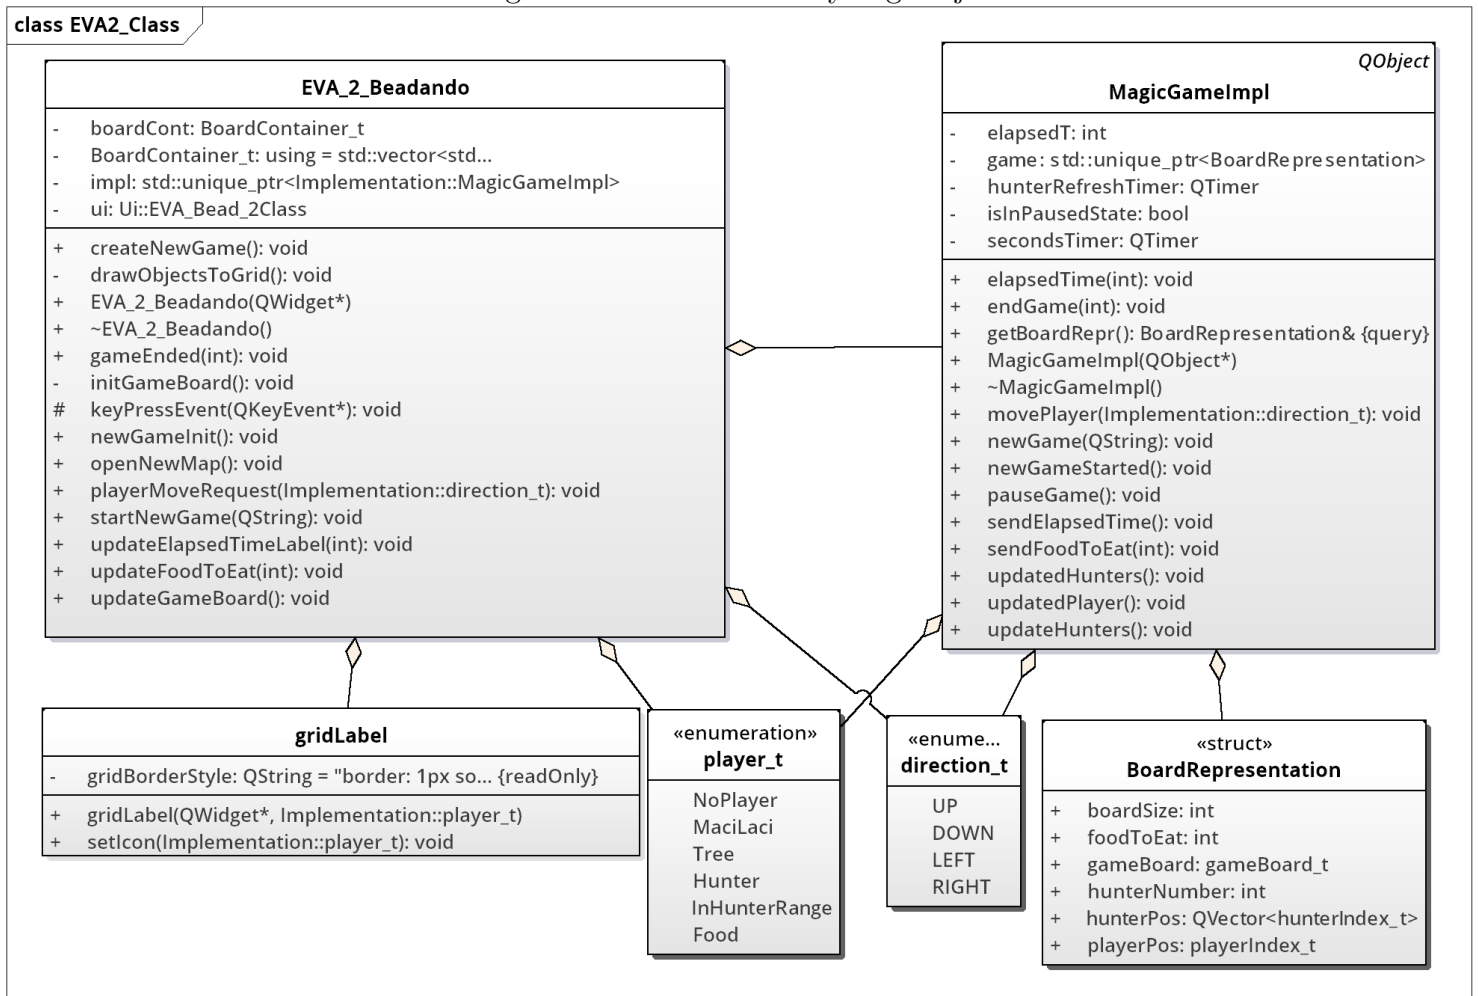 class EVA2_Class
EVA_2_Beadando
- boardCont: BoardContainer_t
- BoardContainer_t: using = std::vector<std...
- impl: std::unique_ptr<Implementation::MagicGameImpl>
- ui: Ui::EVA_Bead_2Class
+ createNewGame(): void
- drawObjectsToGrid(): void
+ EVA_2_Beadando(QWidget*)
+ ~EVA_2_Beadando()
+ gameEnded(int): void
- initGameBoard(): void
# keyPressEvent(QKeyEvent*): void
+ newGameInit(): void
+ openNewMap(): void
+ playerMoveRequest(Implementation::direction_t): void
+ startNewGame(QString): void
+ updateElapsedTimeLabel(int): void
+ updateFoodToEat(int): void
+ updateGameBoard(): void
QObject
MagicGameImpl
- elapsedT: int
- game: std::unique_ptr<BoardRepresentation>
- hunterRefreshTimer: QTimer
- isInPausedState: bool
- secondsTimer: QTimer
+ elapsedTime(int): void
+ endGame(int): void
+ getBoardRepr(): BoardRepresentation& {query}
+ MagicGameImpl(QObject*)
+ ~MagicGameImpl()
+ movePlayer(Implementation::direction_t): void
+ newGame(QString): void
+ newGameStarted(): void
+ pauseGame(): void
+ sendElapsedTime(): void
+ sendFoodToEat(int): void
+ updatedHunters(): void
+ updatedPlayer(): void
+ updateHunters(): void
gridLabel
- gridBorderStyle: QString = "border: 1px so... {readOnly}
+ gridLabel(QWidget*, Implementation::player_t)
+ setIcon(Implementation::player_t): void
«enumeration»
player_t
NoPlayer
MaciLaci
Tree
Hunter
InHunterRange
Food
«enume...
direction_t
UP
DOWN
LEFT
RIGHT
«struct»
BoardRepresentation
+ boardSize: int
+ foodToEat: int
+ gameBoard: gameBoard_t
+ hunterNumber: int
+ hunterPos: QVector<hunterIndex_t>
+ playerPos: playerIndex_t